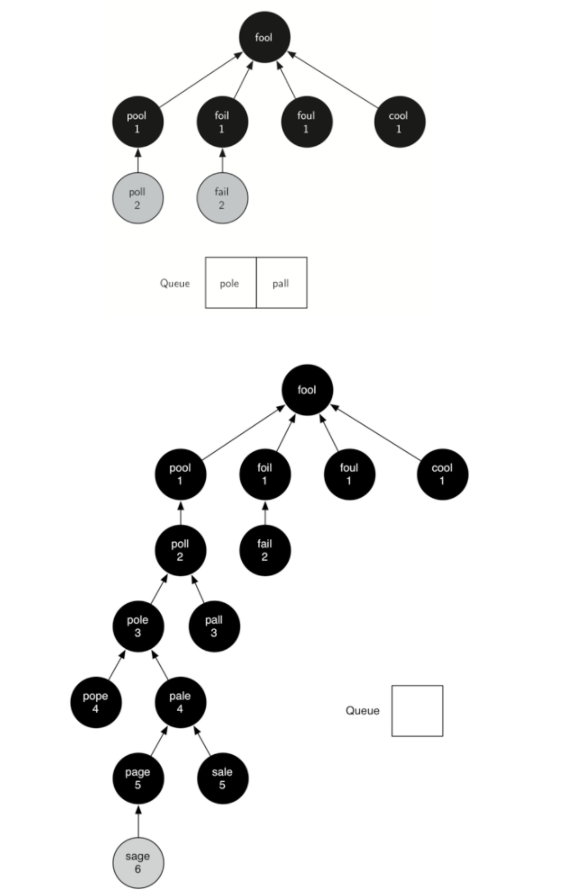 fool
pool
1
foil
1
foul
1
cool
1
poll
2
fail
2
Queue
pole
pall
fool
pool
1
foil
1
foul
1
cool
1
poll
2
fail
2
pole
3
pall
3
pope
4
pale
4
Queue
page
5
sale
5
sage
6